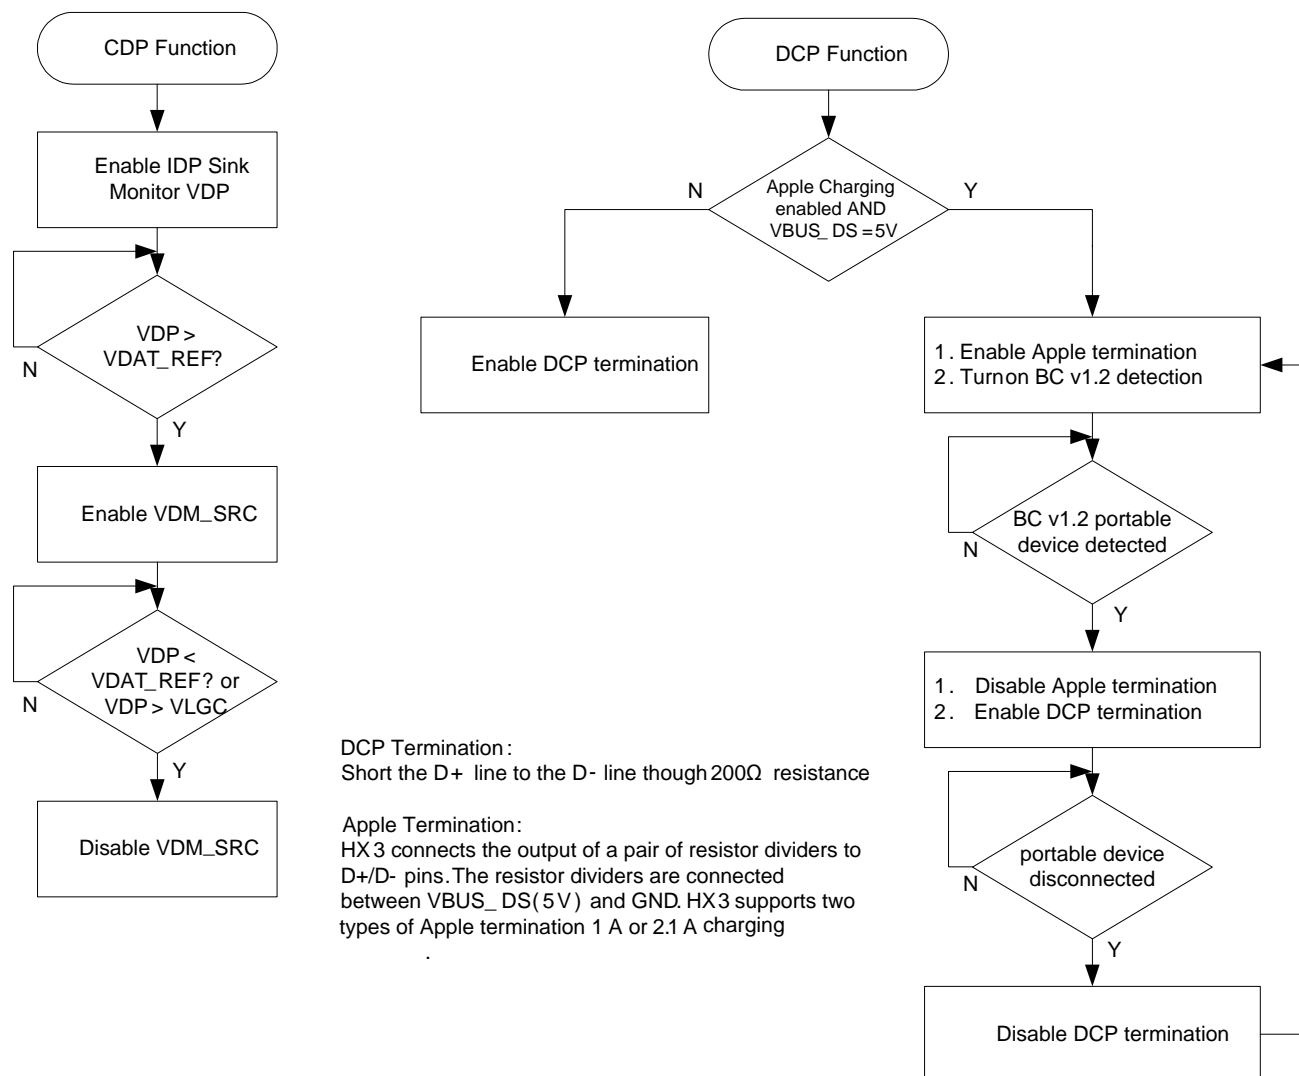 CDP Function
Enable IDP Sink
Monitor VDP
VDP >
VDAT_REF?
N
Y
Enable VDM_SRC
VDP <
VDAT_REF? or
VDP > VLGC
N
Y
Disable VDM_SRC
DCP Function
Apple Charging
enabled AND
VBUS_ DS = 5V
N
Y
Enable DCP termination
1. Enable Apple termination
2. Turn on BC v1.2 detection
BC v1.2 portable
device detected
N
Y
1. Disable Apple termination
2. Enable DCP termination
portable device
disconnected
N
Y
Disable DCP termination
DCP Termination:
Short the D+ line to the D- line though 200Ω resistance
Apple Termination:
HX3 connects the output of a pair of resistor dividers to
D+/D- pins. The resistor dividers are connected
between VBUS_ DS(5V) and GND. HX3 supports two
types of Apple termination 1 A or 2.1 A charging
.